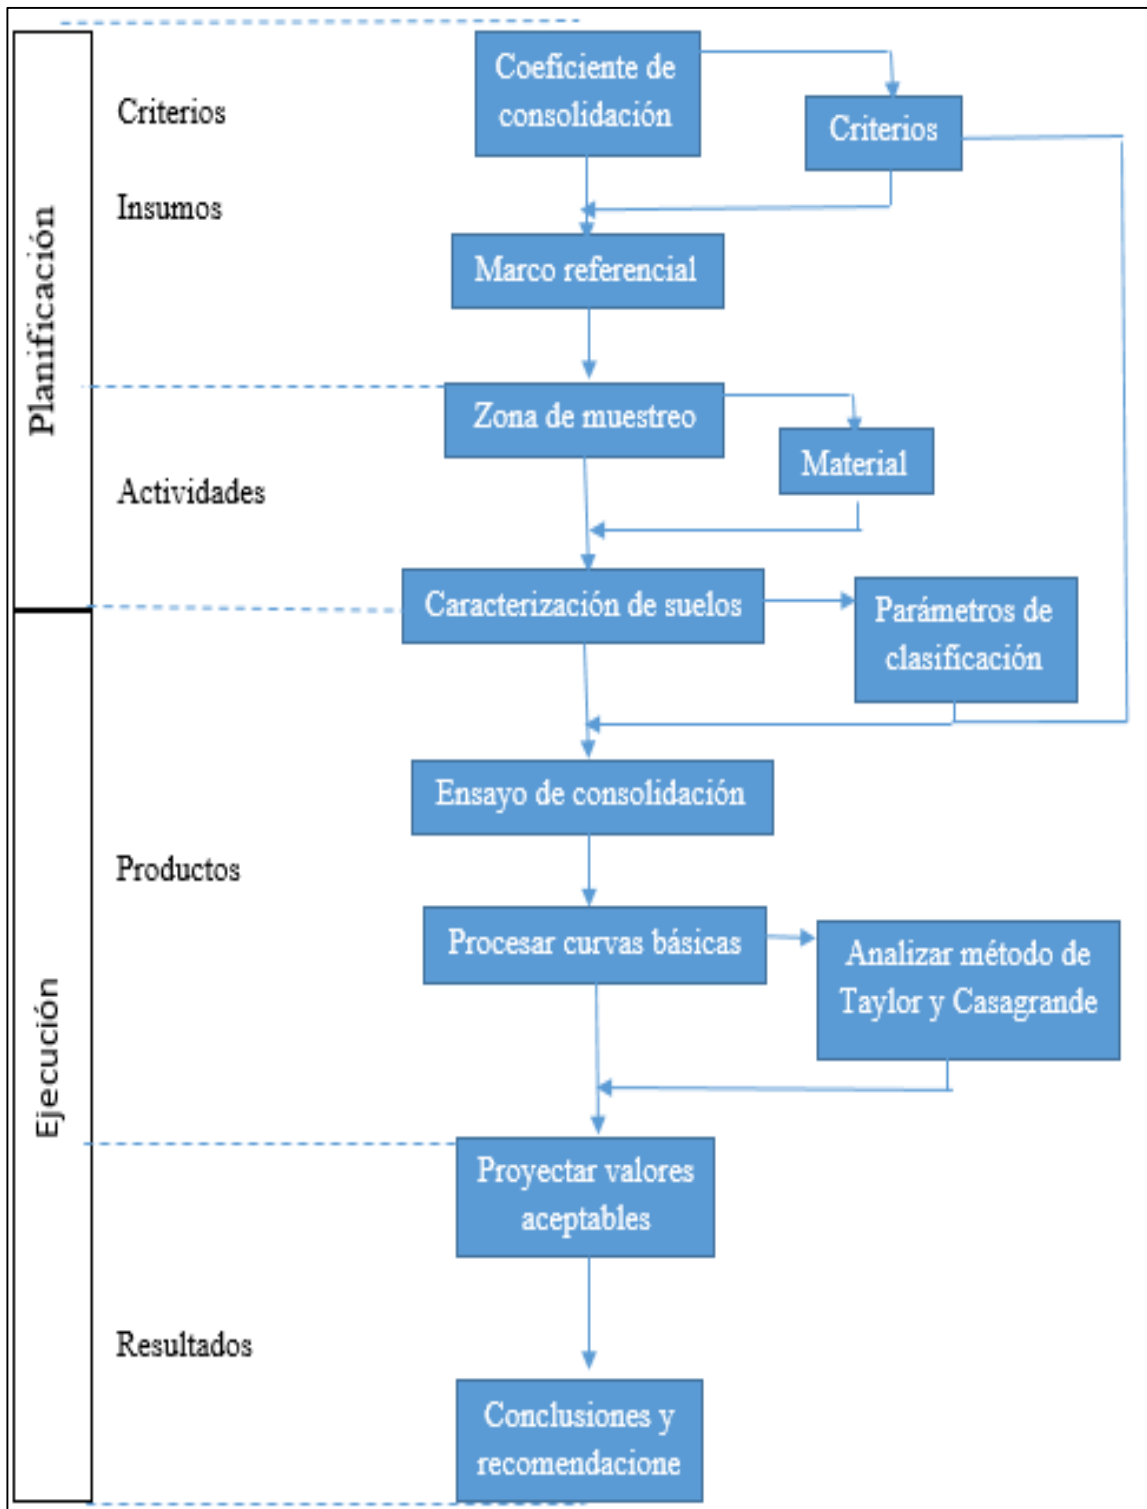 Planificación
Criterios
Insumos
Actividades
Ejecución
Productos
Resultados
Coeficiente de
consolidación
Criterios
Marco referencial
Zona de muestreo
Material
Caracterización de suelos
Parámetros de
clasificación
Ensayo de consolidación
Procesar curvas básicas
Analizar método de
Taylor y Casagrande
Proyectar valores
aceptables
Conclusiones y
recomendacione